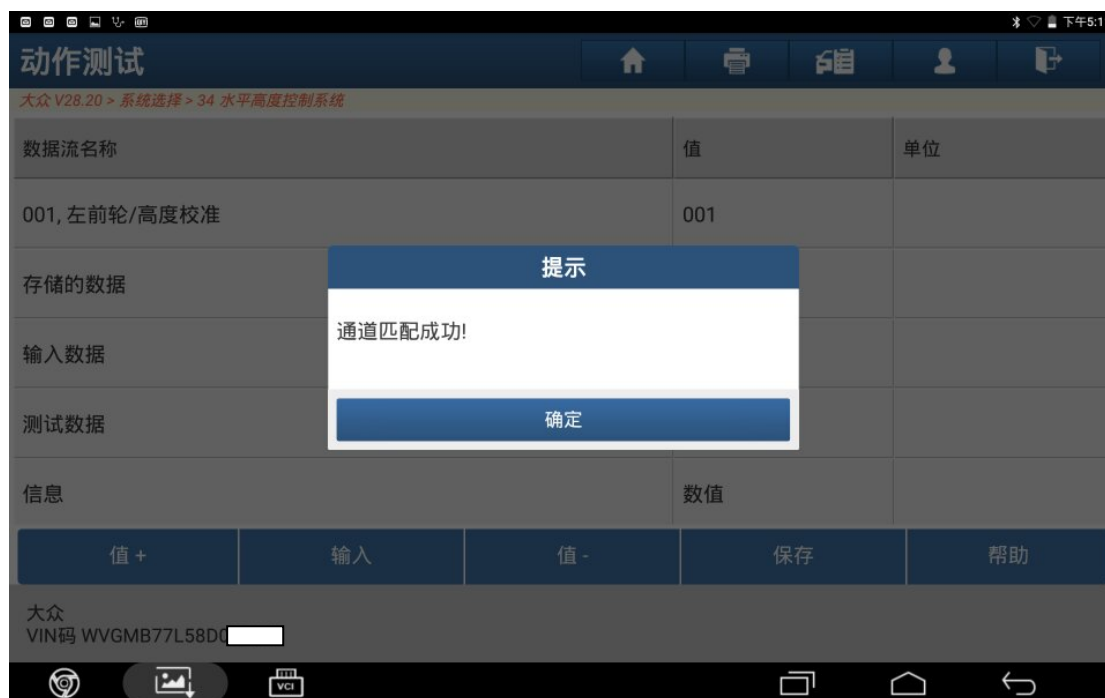 下午5:1
动作测试
大众 V28.20 > 系统选择 > 34 水平高度控制系统
数据流名称 值 单位
001, 左前轮/高度校准 001
提示
存储的数据
通道匹配成功!
输入数据
测试数据
确定
信息 数值
值 + 输入 值 - 保存 帮助
大众
VIN码 WVGMB77L58D0
VCI